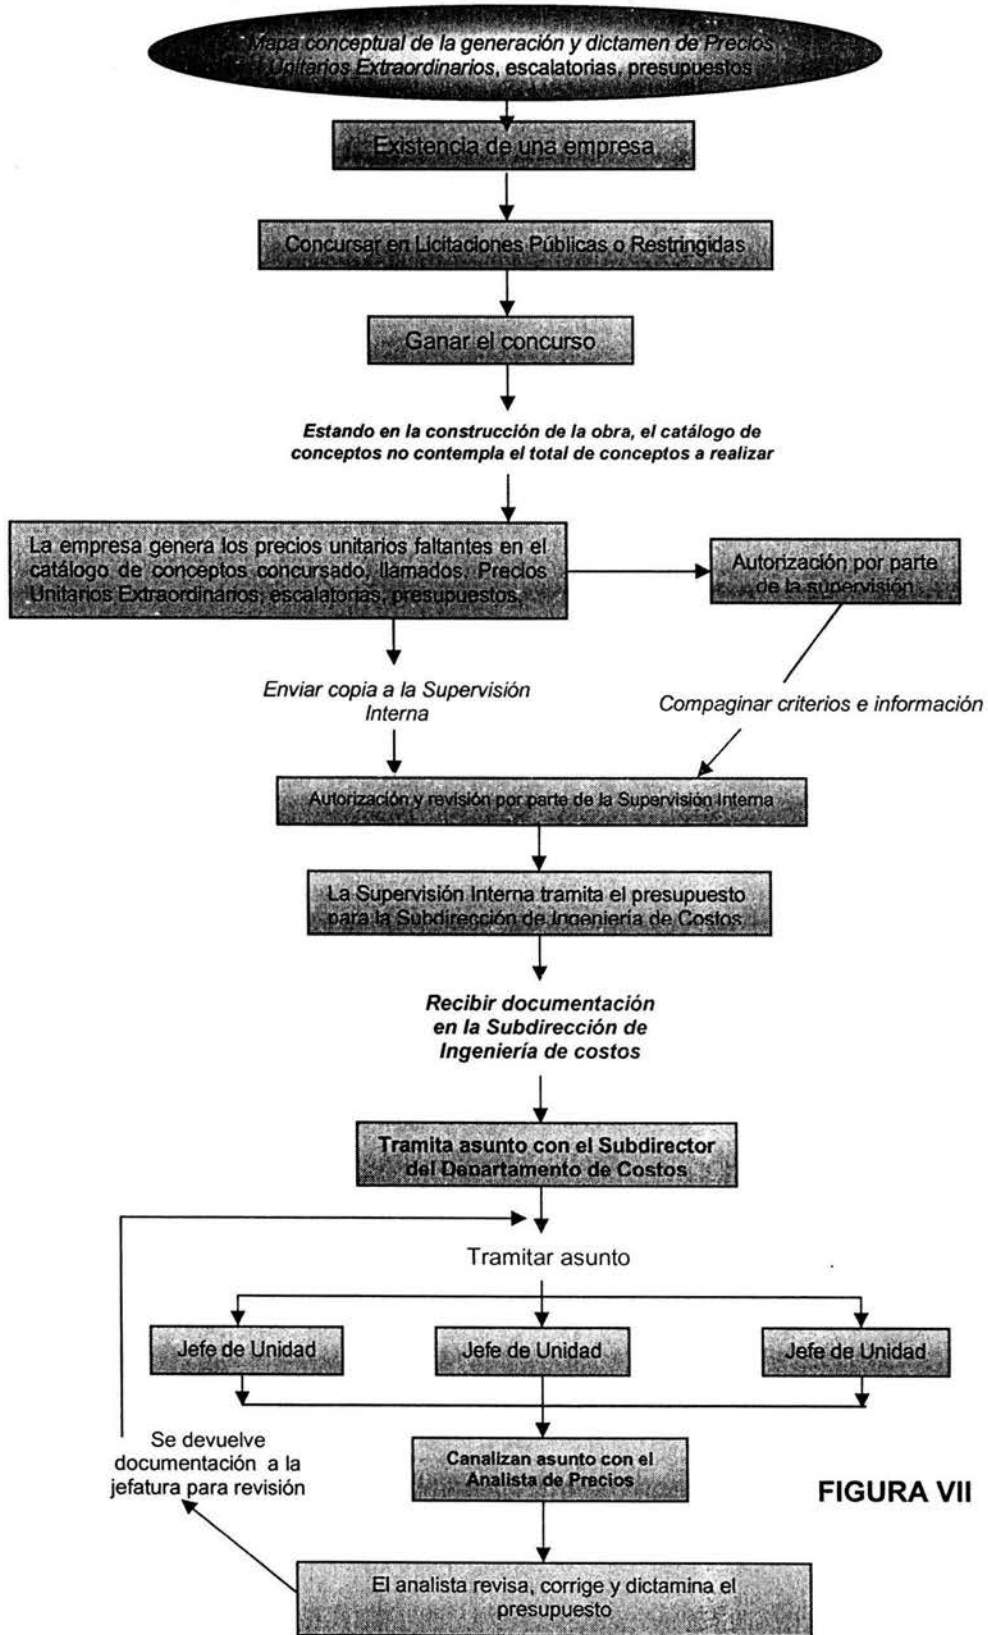 Mapa conceptual de la generación y dictamen de Precios
Unitarios Extraordinarios, escalatorias, presupuestos
Existencia de una empresa
Concursar en Licitaciones Públicas o Restringidas
Ganar el concurso
Estando en la construcción de la obra, el catálogo de
conceptos no contempla el total de conceptos a realizar
La empresa genera los precios unitarios faltantes en el
catálogo de conceptos concursado, llamados, Precios
Unitarios Extraordinarios, escalatorias, presupuestos,
Autorización por parte
de la supervisión
Enviar copia a la Supervisión
Interna
Compaginar criterios e información
Autorización y revisión por parte de la Supervisión Interna
La Supervisión Interna tramita el presupuesto
para la Subdirección de Ingeniería de Costos
Recibir documentación
en la Subdirección de
Ingeniería de costos
Tramita asunto con el Subdirector
del Departamento de Costos
Tramitar asunto
Jefe de Unidad
Jefe de Unidad
Jefe de Unidad
Se devuelve
documentación a la
jefatura para revisión
Canalizan asunto con el
Analista de Precios
FIGURA VII
El analista revisa, corrige y dictamina el
presupuesto